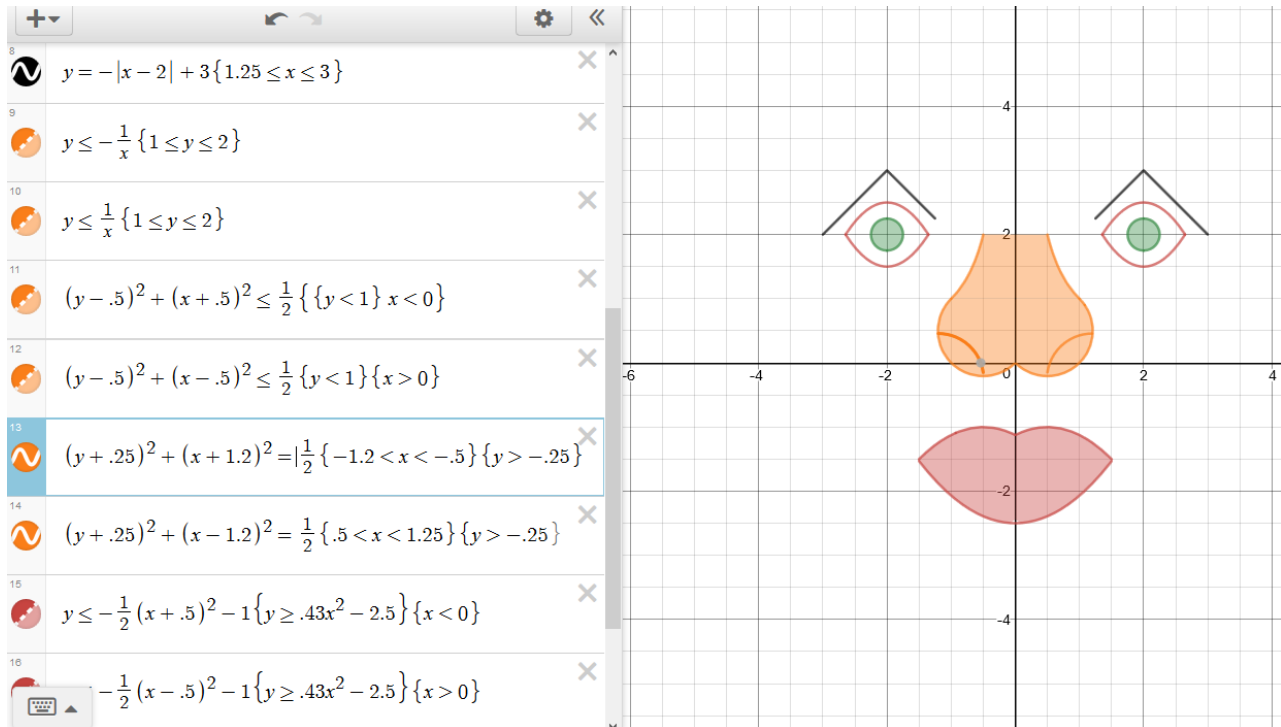 8
y = −|x − 2| + 3{1.25 ≤ x ≤ 3}
9
y ≤ −1/x {1 ≤ y ≤ 2}
10
y ≤ 1/x {1 ≤ y ≤ 2}
11
(y − .5)² + (x + .5)² ≤ 1/2 {{y < 1} x < 0}
12
(y − .5)² + (x − .5)² ≤ 1/2 {y < 1}{x > 0}
13
(y + .25)² + (x + 1.2)² = 1/2 {−1.2 < x < −.5}{y > −.25}
14
(y + .25)² + (x − 1.2)² = 1/2 {.5 < x < 1.25}{y > −.25}
15
y ≤ −1/2 (x + .5)² − 1{y ≥ .43x² − 2.5}{x < 0}
16
−1/2 (x − .5)² − 1{y ≥ .43x² − 2.5}{x > 0}
4
2
-6 -4 -2 0 2 4
-2
-4